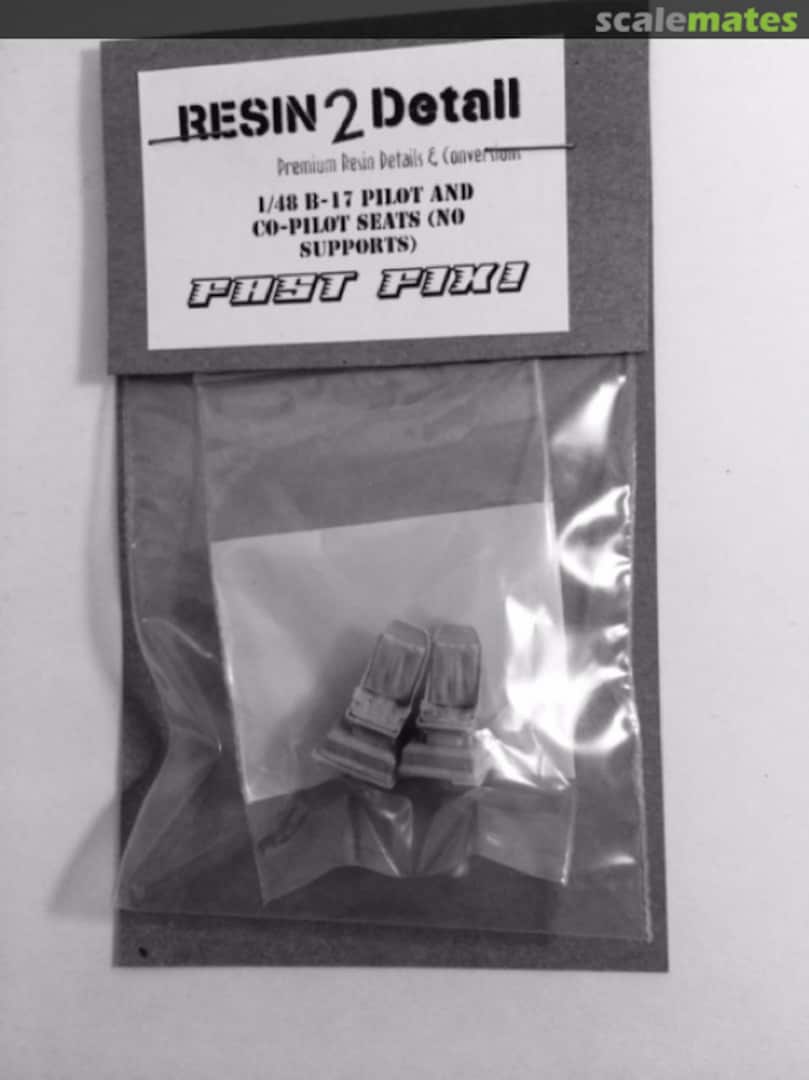 scalemates
RESIN 2 Detail
Premium Resin Details & Conversions
1/48 B-17 PILOT AND
CO-PILOT SEATS (NO
SUPPORTS)
FAST FIX!